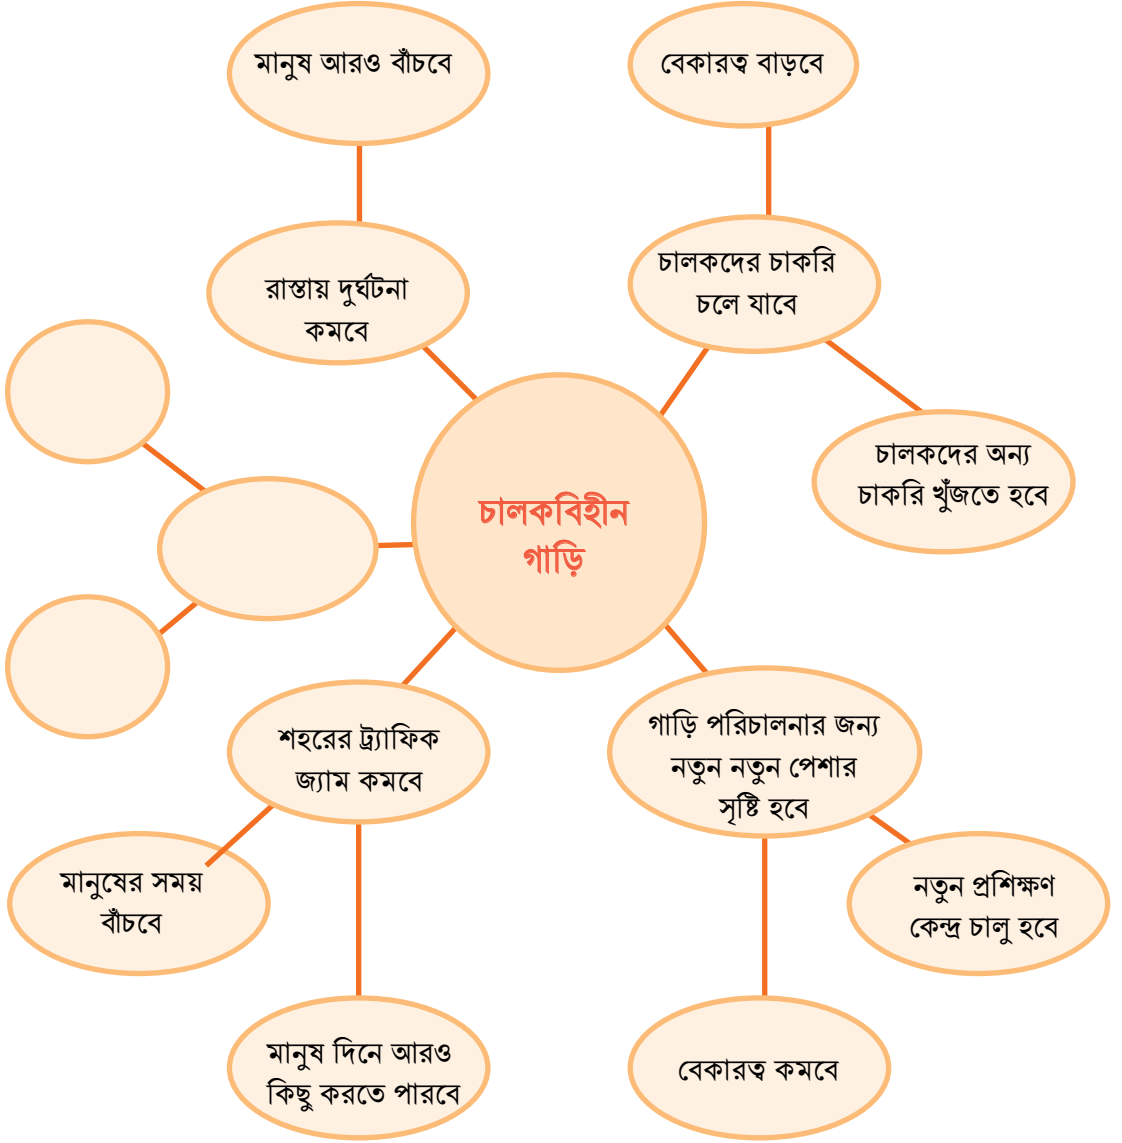 মানুষ আরও বাঁচবে
বেকারত্ব বাড়বে
রাস্তায় দুর্ঘটনা
কমবে
চালকদের চাকরি
চলে যাবে
চালকদের অন্য
চাকরি খুঁজতে হবে
চালকবিহীন
গাড়ি
শহরের ট্র্যাফিক
জ্যাম কমবে
গাড়ি পরিচালনার জন্য
নতুন নতুন পেশার
সৃষ্টি হবে
মানুষের সময়
বাঁচবে
নতুন প্রশিক্ষণ
কেন্দ্র চালু হবে
মানুষ দিনে আরও
কিছু করতে পারবে
বেকারত্ব কমবে